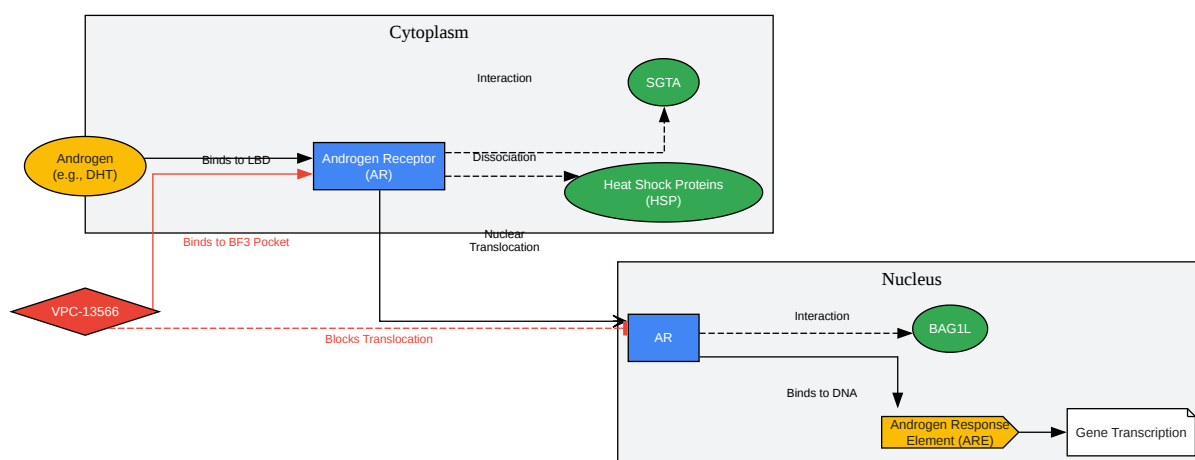 Cytoplasm
Interaction
SGTA
Androgen
(e.g., DHT)
Binds to LBD
Androgen Receptor
(AR)
Dissociation
Heat Shock Proteins
(HSP)
Binds to BF3 Pocket
Nuclear
Translocation
Nucleus
VPC-13566
Blocks Translocation
AR
Interaction
BAG1L
Binds to DNA
Androgen Response
Element (ARE)
Gene Transcription